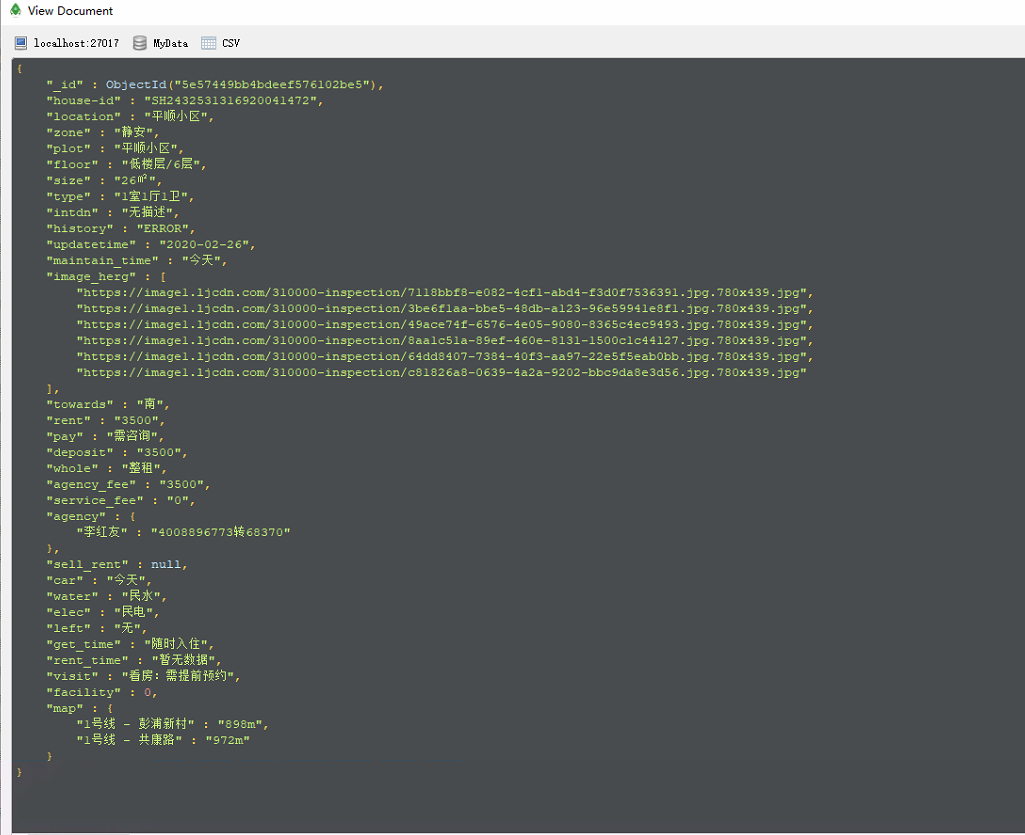 View Document
localhost:27017 MyData CSV
{
"_id" : ObjectId("5e57449bb4bdeef576102be5"),
"house-id" : "SH2432531316920041472",
"location" : "平顺小区",
"zone" : "静安",
"plot" : "平顺小区",
"floor" : "低楼层/6层",
"size" : "26㎡",
"type" : "1室1厅1卫",
"intdn" : "无描述",
"history" : "ERROR",
"updatetime" : "2020-02-26",
"maintain_time" : "今天",
"image_herg" : [
"https://image1.ljcdn.com/310000-inspection/7118bbf8-e082-4cf1-abd4-f3d0f7536391.jpg.780x439.jpg",
"https://image1.ljcdn.com/310000-inspection/3be6f1aa-bbe5-48db-a123-96e59941e8f1.jpg.780x439.jpg",
"https://image1.ljcdn.com/310000-inspection/49ace74f-6576-4e05-9080-8365c4ec9493.jpg.780x439.jpg",
"https://image1.ljcdn.com/310000-inspection/8aa1c51a-89ef-460e-8131-1500c1c44127.jpg.780x439.jpg",
"https://image1.ljcdn.com/310000-inspection/64dd8407-7384-40f3-aa97-22e5f5eab0bb.jpg.780x439.jpg",
"https://image1.ljcdn.com/310000-inspection/c81826a8-0639-4a2a-9202-bbc9da8e3d56.jpg.780x439.jpg"
],
"towards" : "南",
"rent" : "3500",
"pay" : "需咨询",
"deposit" : "3500",
"whole" : "整租",
"agency_fee" : "3500",
"service_fee" : "0",
"agency" : {
"李红友" : "4008896773转68370"
},
"sell_rent" : null,
"car" : "今天",
"water" : "民水",
"elec" : "民电",
"left" : "无",
"get_time" : "随时入住",
"rent_time" : "暂无数据",
"visit" : "看房：需提前预约",
"facility" : 0,
"map" : {
"1号线 - 彭浦新村" : "898m",
"1号线 - 共康路" : "972m"
}
}